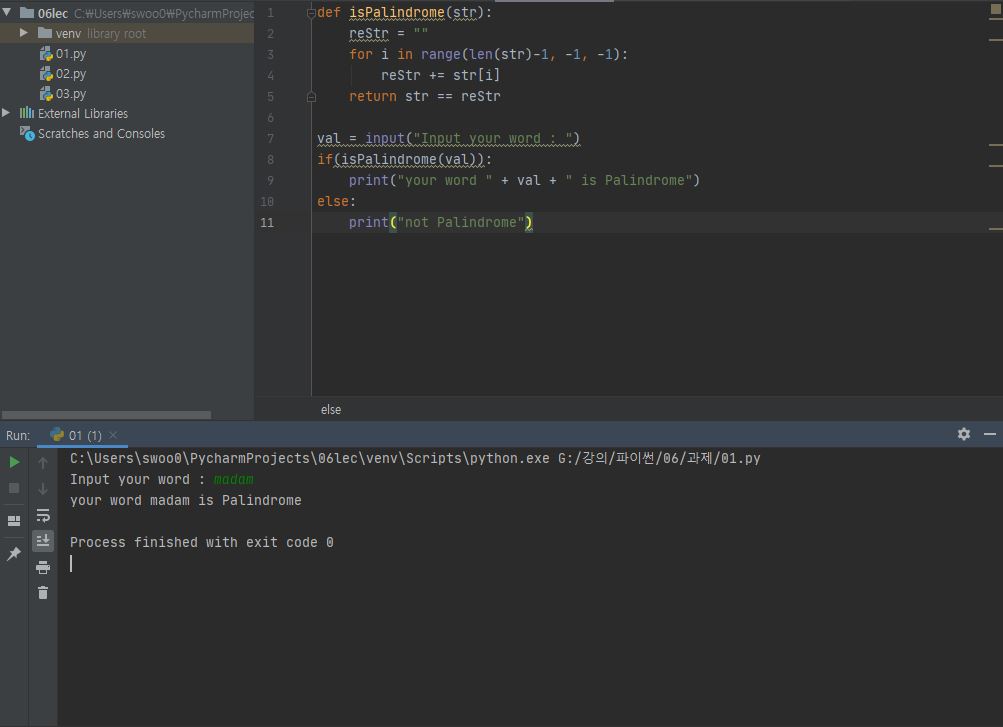 06lec C:₩Users₩swoo0₩PycharmProjec
venv library root
01.py
02.py
03.py
External Libraries
Scratches and Consoles
1 def isPalindrome(str):
2 reStr = ""
3 for i in range(len(str)-1, -1, -1):
4 reStr += str[i]
5 return str == reStr
6
7 val = input("Input your word : ")
8 if(isPalindrome(val)):
9 print("your word " + val + " is Palindrome")
10 else:
11 print("not Palindrome")
else
Run: 01 (1)
C:\Users\swoo0\PycharmProjects\06lec\venv\Scripts\python.exe G:/강의/파이썬/06/과제/01.py
Input your word : madam
your word madam is Palindrome
Process finished with exit code 0